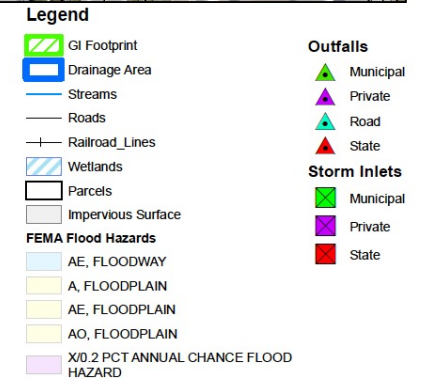 Legend
GI Footprint
Drainage Area
Streams
Roads
Railroad_Lines
Wetlands
Parcels
Impervious Surface
FEMA Flood Hazards
AE, FLOODWAY
A, FLOODPLAIN
AE, FLOODPLAIN
AO, FLOODPLAIN
X/0.2 PCT ANNUAL CHANCE FLOOD
HAZARD
Outfalls
Municipal
Private
Road
State
Storm Inlets
Municipal
Private
State